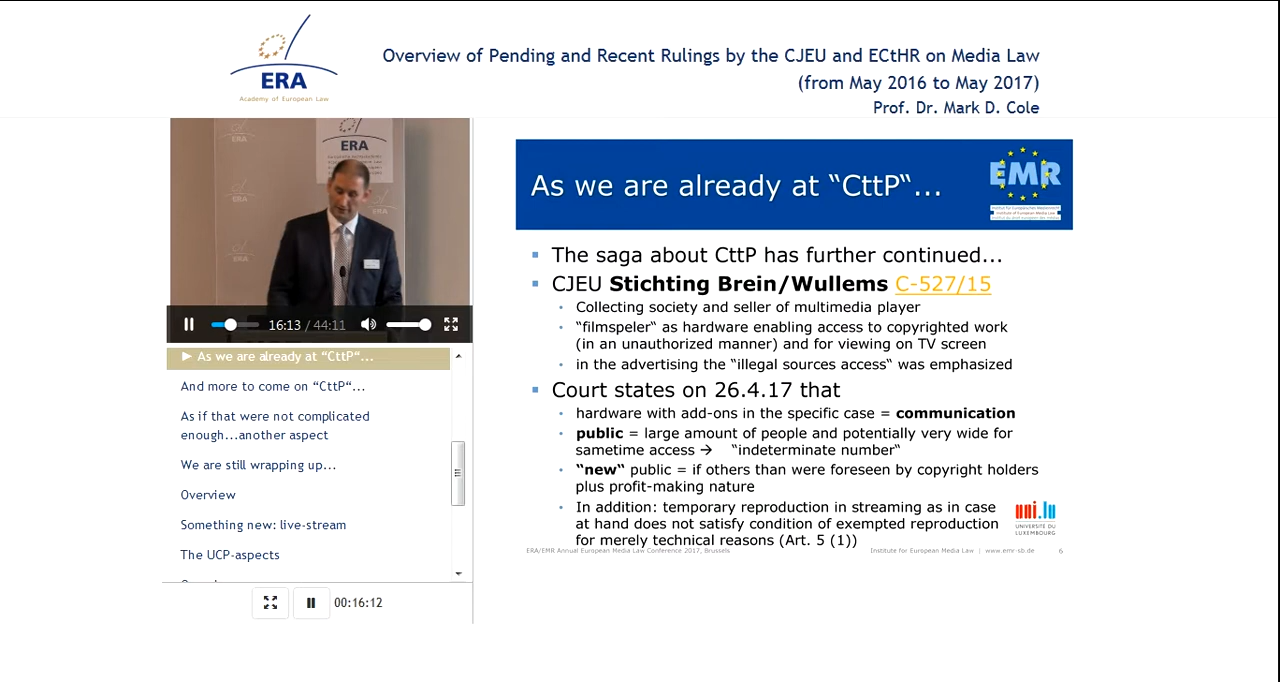 ERA
Academy of European Law
Overview of Pending and Recent Rulings by the CJEU and ECtHR on Media Law
(from May 2016 to May 2017)
Prof. Dr. Mark D. Cole
ERA
ERA
ERA
ERA
ERA
16:13 / 44:11
► As we are already at “CttP“...
And more to come on “CttP“...
As if that were not complicated
enough...another aspect
We are still wrapping up...
Overview
Something new: live-stream
The UCP-aspects
00:16:12
As we are already at “CttP“...
EMR
Institute of European Media Law
▪ The saga about CttP has further continued...
▪ CJEU Stichting Brein/Wullems C-527/15
• Collecting society and seller of multimedia player
• “filmspeler“ as hardware enabling access to copyrighted work
(in an unauthorized manner) and for viewing on TV screen
• in the advertising the “illegal sources access“ was emphasized
▪ Court states on 26.4.17 that
• hardware with add-ons in the specific case = communication
• public = large amount of people and potentially very wide for
sametime access → “indeterminate number“
• “new“ public = if others than were foreseen by copyright holders
plus profit-making nature
• In addition: temporary reproduction in streaming as in case
at hand does not satisfy condition of exempted reproduction
for merely technical reasons (Art. 5 (1))
uni.lu
UNIVERSITÉ DU
LUXEMBOURG
ERA/EMR Annual European Media Law Conference 2017, Brussels
Institute for European Media Law | www.emr-sb.de
6